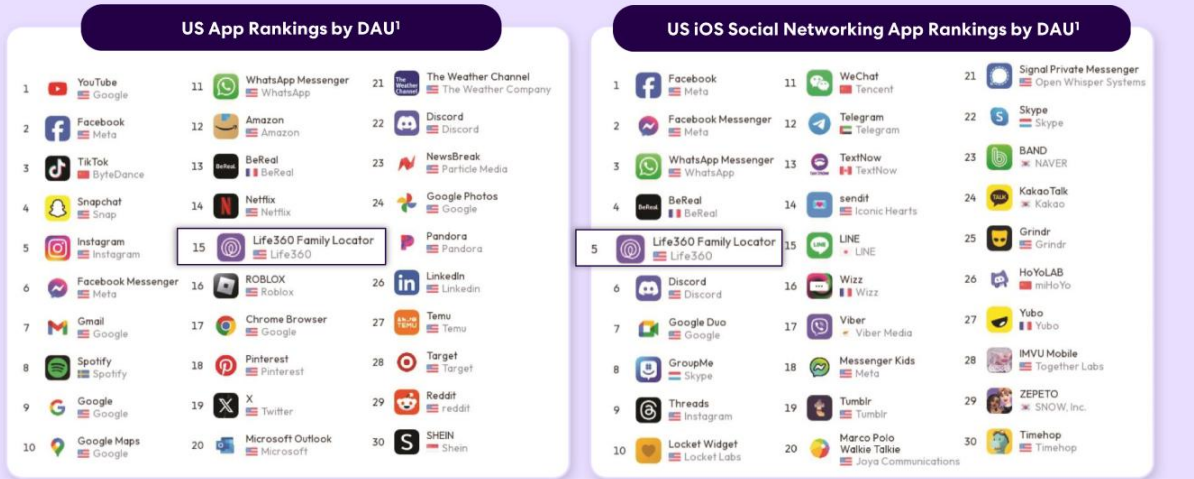 US App Rankings by DAU¹
1
YouTube
Google
2
Facebook
Meta
3
TikTok
ByteDance
4
Snapchat
Snap
5
Instagram
Instagram
6
Facebook Messenger
Meta
7
Gmail
Google
8
Spotify
Spotify
9
Google
Google
10
Google Maps
Google
11
WhatsApp Messenger
WhatsApp
12
Amazon
Amazon
13
BeReal.
BeReal
BeReal
14
Netflix
Netflix
15
Life360 Family Locator
Life360
16
ROBLOX
Roblox
17
Chrome Browser
Google
18
Pinterest
Pinterest
19
X
Twitter
20
Microsoft Outlook
Microsoft
21
The Weather Channel
The Weather Channel
The Weather Company
22
Discord
Discord
23
NewsBreak
Particle Media
24
Google Photos
Google
Pandora
Pandora
26
LinkedIn
Linkedin
27
TEMU
Temu
Temu
28
Target
Target
29
Reddit
reddit
30
SHEIN
Shein
US iOS Social Networking App Rankings by DAU¹
1
Facebook
Meta
2
Facebook Messenger
Meta
3
WhatsApp Messenger
WhatsApp
4
BeReal.
BeReal
BeReal
5
Life360 Family Locator
Life360
6
Discord
Discord
7
Google Duo
Google
8
GroupMe
Skype
9
Threads
Instagram
10
Locket Widget
Locket Labs
11
WeChat
Tencent
12
Telegram
Telegram
13
TextNow
TextNow
14
sendit
Iconic Hearts
15
LINE
LINE
LINE
16
Wizz
Wizz
17
Viber
Viber Media
18
Messenger Kids
Meta
19
Tumblr
Tumblr
20
Marco Polo
Walkie Talkie
Joya Communications
21
Signal Private Messenger
Open Whisper Systems
22
Skype
Skype
23
BAND
NAVER
24
TALK
KakaoTalk
Kakao
25
Grindr
Grindr
26
HoYoLAB
miHoYo
27
Yubo
Yubo
28
IMVU Mobile
Together Labs
29
ZEPETO
SNOW, Inc.
30
Timehop
Timehop